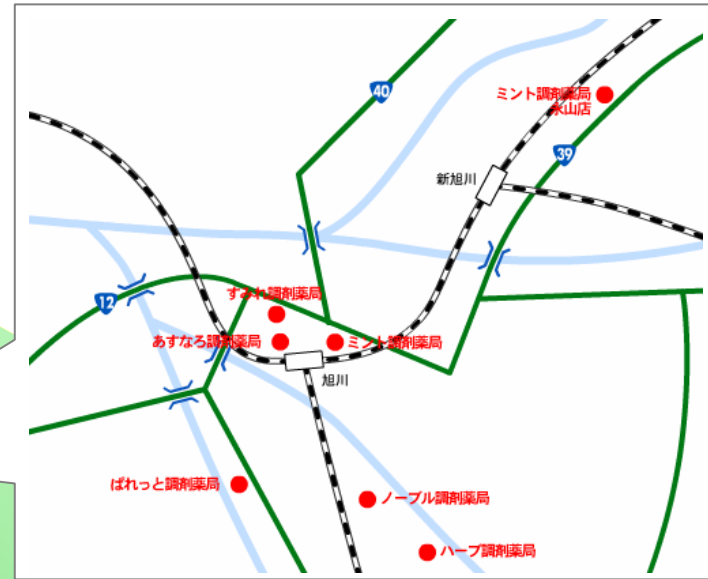 40
ミント調剤薬局
永山店
39
新旭川
12
すみれ調剤薬局
あすなろ調剤薬局
ミント調剤薬局
旭川
ぱれっと調剤薬局
ノーブル調剤薬局
ハーブ調剤薬局